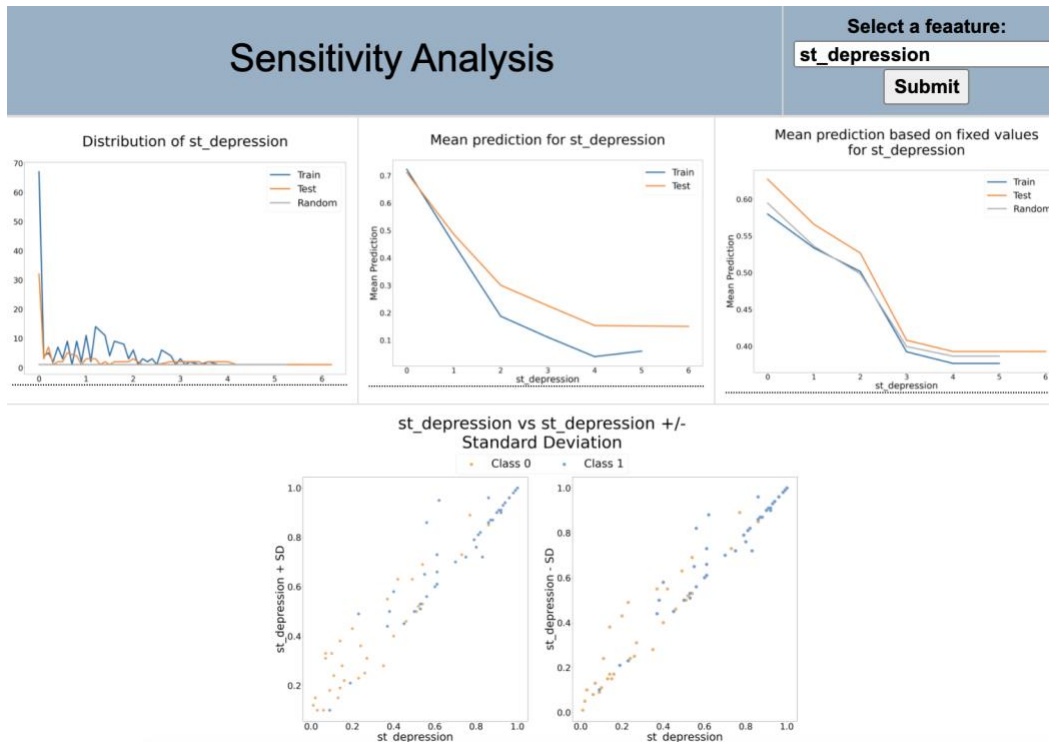 Sensitivity Analysis
Select a feaature:
st_depression
Submit
Distribution of st_depression
70
60
50
40
30
20
10
0
Train
Test
Random
0
1
2
3
4
5
6
Mean prediction for st_depression
Mean Prediction
0.7
0.6
0.5
0.4
0.3
0.2
0.1
Train
Test
0
1
2
3
4
5
6
st_depression
Mean prediction based on fixed values
for st_depression
Mean Prediction
0.60
0.55
0.50
0.45
0.40
Train
Test
Random
0
1
2
3
4
5
6
st_depression
st_depression vs st_depression +/-
Standard Deviation
Class 0
Class 1
st_depression + SD
1.0
0.8
0.6
0.4
0.2
0.0
0.2
0.4
0.6
0.8
1.0
st_depression
st_depression - SD
1.0
0.8
0.6
0.4
0.2
0.0
0.0
0.2
0.4
0.6
0.8
1.0
st_depression